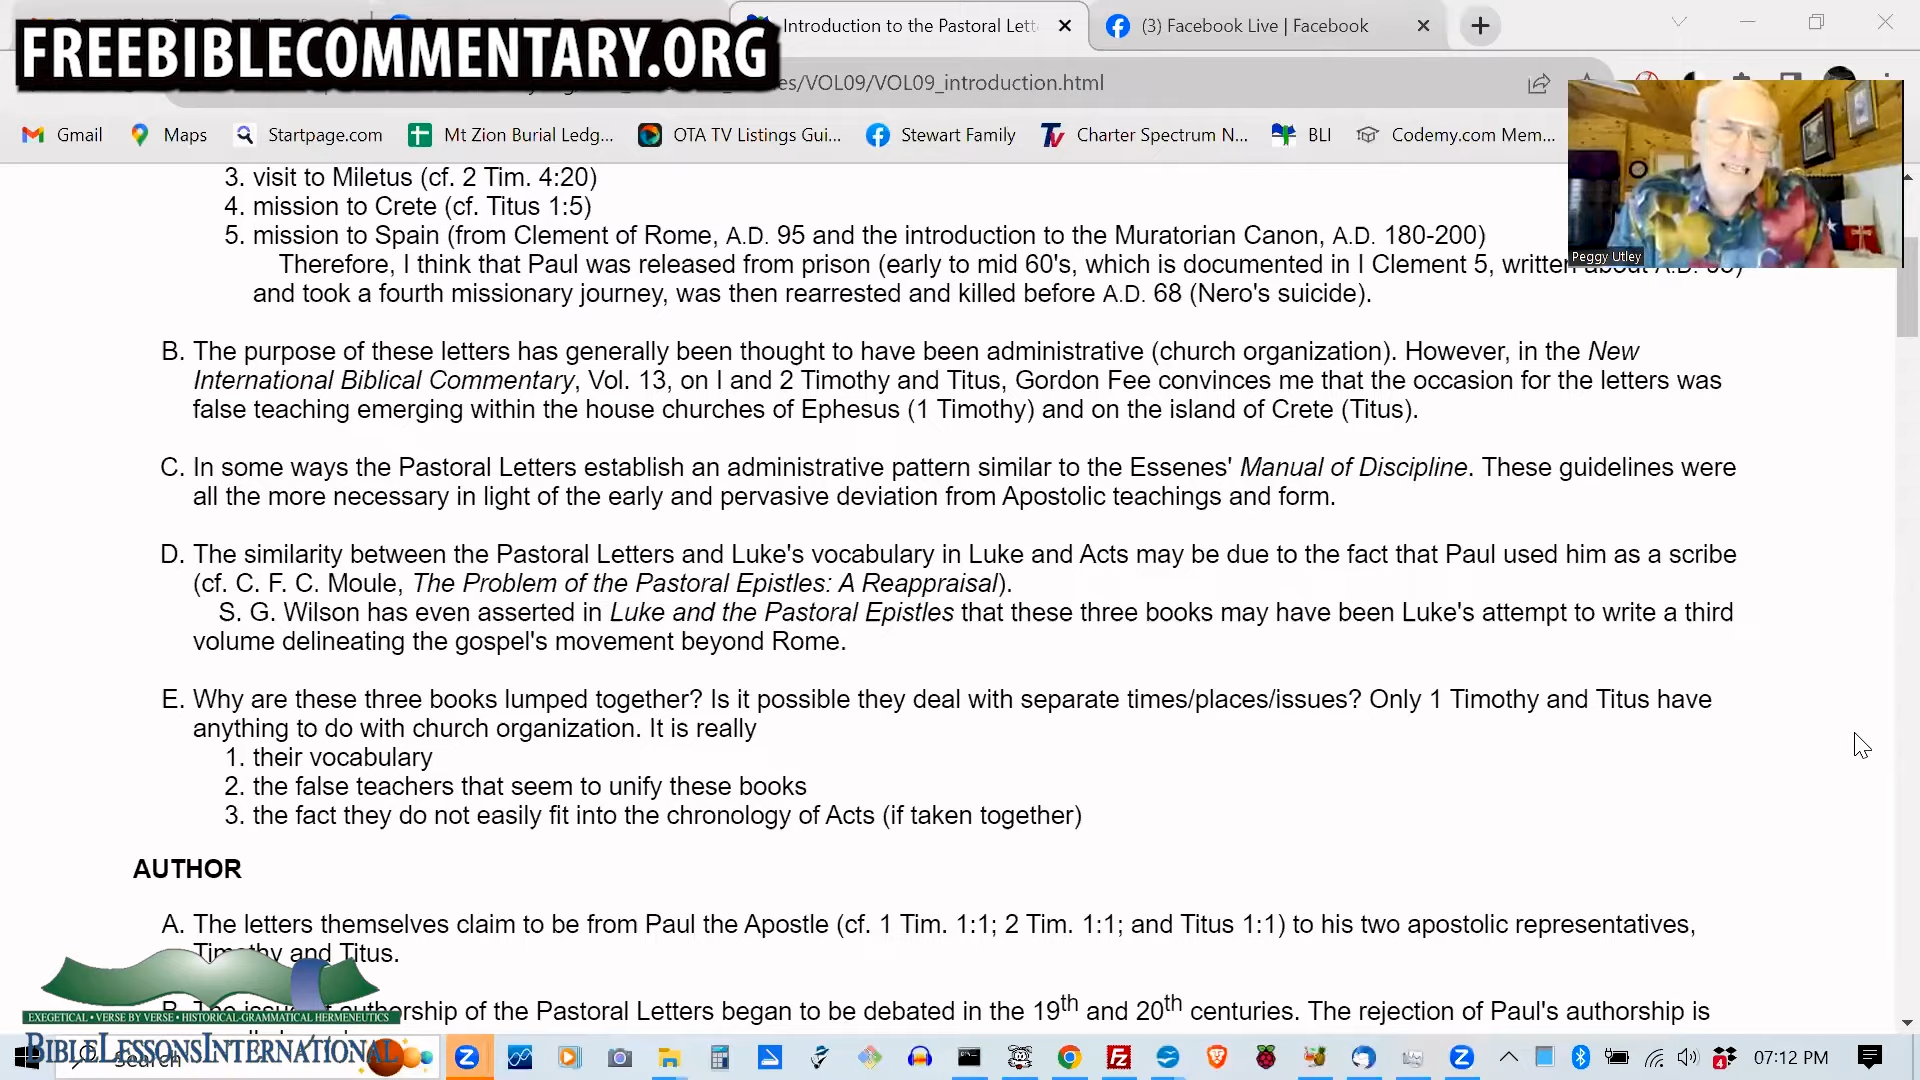 FREEBIBLECOMMENTARY.ORG
Introduction to the Pastoral Lett
(3) Facebook Live | Facebook
es/VOL09/VOL09_introduction.html
Gmail
Maps
Startpage.com
Mt Zion Burial Ledg...
OTA TV Listings Gui...
Stewart Family
Charter Spectrum N...
BLI
Codemy.com Mem...
Peggy Utley
3. visit to Miletus (cf. 2 Tim. 4:20)
4. mission to Crete (cf. Titus 1:5)
5. mission to Spain (from Clement of Rome, A.D. 95 and the introduction to the Muratorian Canon, A.D. 180-200)
Therefore, I think that Paul was released from prison (early to mid 60's, which is documented in I Clement 5, written about A.D.
and took a fourth missionary journey, was then rearrested and killed before A.D. 68 (Nero's suicide).
B. The purpose of these letters has generally been thought to have been administrative (church organization). However, in the New
International Biblical Commentary, Vol. 13, on I and 2 Timothy and Titus, Gordon Fee convinces me that the occasion for the letters was
false teaching emerging within the house churches of Ephesus (1 Timothy) and on the island of Crete (Titus).
C. In some ways the Pastoral Letters establish an administrative pattern similar to the Essenes' Manual of Discipline. These guidelines were
all the more necessary in light of the early and pervasive deviation from Apostolic teachings and form.
D. The similarity between the Pastoral Letters and Luke's vocabulary in Luke and Acts may be due to the fact that Paul used him as a scribe
(cf. C. F. C. Moule, The Problem of the Pastoral Epistles: A Reappraisal).
S. G. Wilson has even asserted in Luke and the Pastoral Epistles that these three books may have been Luke's attempt to write a third
volume delineating the gospel's movement beyond Rome.
E. Why are these three books lumped together? Is it possible they deal with separate times/places/issues? Only 1 Timothy and Titus have
anything to do with church organization. It is really
1. their vocabulary
2. the false teachers that seem to unify these books
3. the fact they do not easily fit into the chronology of Acts (if taken together)
AUTHOR
A. The letters themselves claim to be from Paul the Apostle (cf. 1 Tim. 1:1; 2 Tim. 1:1; and Titus 1:1) to his two apostolic representatives,
Timothy and Titus.
B. The issue of authorship of the Pastoral Letters began to be debated in the 19th and 20th centuries. The rejection of Paul's authorship is
EXEGETICAL • VERSE BY VERSE • HISTORICAL-GRAMMATICAL HERMENEUTICS
BIBLELESSONSINTERNATIONAL
Search
07:12 PM